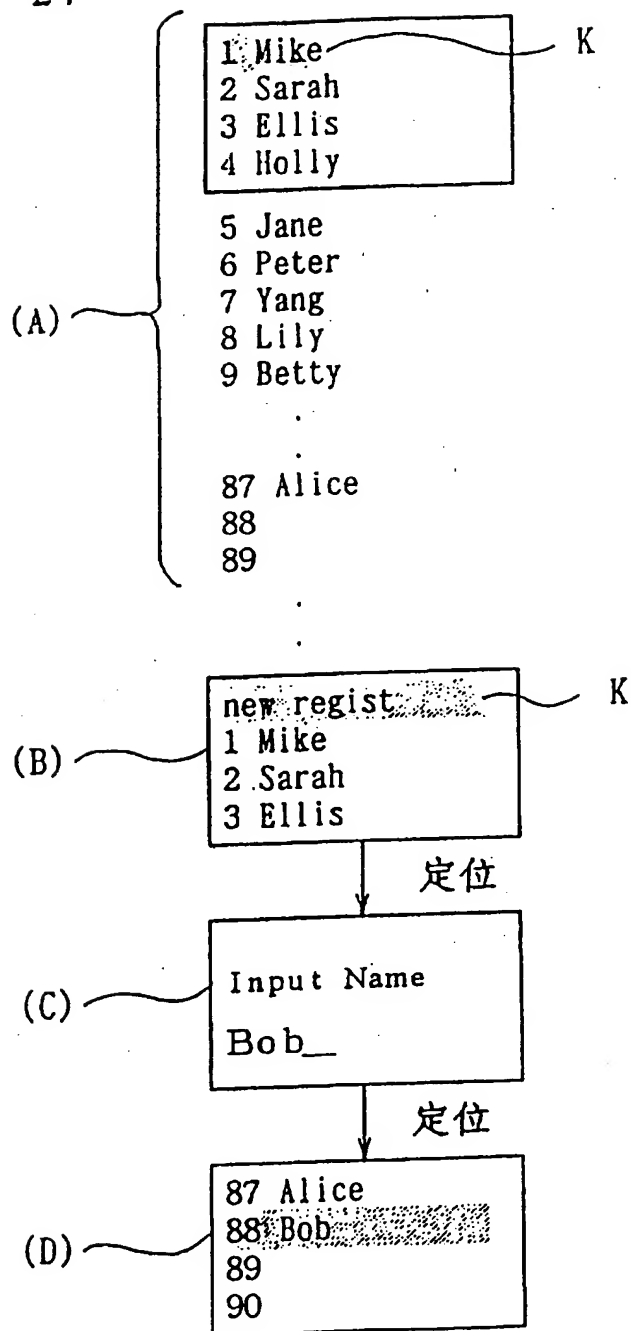 1 Mike K
2 Sarah
3 Ellis
4 Holly
5 Jane
6 Peter
7 Yang
(A)
8 Lily
9 Betty
87 Alice
88
89
new regist K
1 Mike
(B)
2 Sarah
3 Ellis
定位
Input Name
(C)
Bob_
定位
87 Alice
88 Bob
(D)
89
90